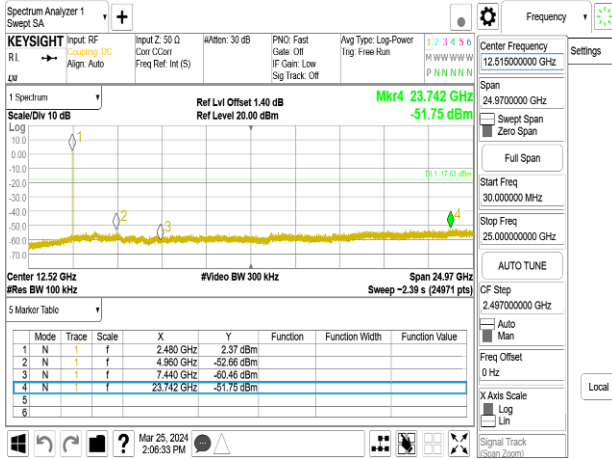 Spectrum Analyzer 1
Swept SA
Frequency
KEYSIGHT
Input: RF
Coupling: DC
Align: Auto
Input Z: 50 Ω
Corr CCorr
Freq Ref: Int (S)
#Atten: 30 dB
PNO: Fast
Gate: Off
IF Gain: Low
Sig Track: Off
Avg Type: Log-Power
Trig: Free Run
1 2 3 4 5 6
M W W W W W
P N N N N N
RL
LXI
Center Frequency
12.515000000 GHz
Settings
Span
24.9700000 GHz
Swept Span
Zero Span
Full Span
Start Freq
30.000000 MHz
Stop Freq
25.000000000 GHz
AUTO TUNE
CF Step
2.497000000 GHz
Auto
Man
Freq Offset
0 Hz
X Axis Scale
Log
Lin
Local
Signal Track
(Span Zoom)
1 Spectrum
Scale/Div 10 dB
Ref Lvl Offset 1.40 dB
Ref Level 20.00 dBm
Mkr4 23.742 GHz
-51.75 dBm
Log
10.0
0.00
-10.0
-20.0
-30.0
-40.0
-50.0
-60.0
-70.0
DL1 -17.63 dBm
1
2
3
4
Center 12.52 GHz
#Res BW 100 kHz
#Video BW 300 kHz
Span 24.97 GHz
Sweep ~2.39 s (24971 pts)
5 Marker Table
Mode Trace Scale X Y Function Function Width Function Value
1 N 1 f 2.480 GHz 2.37 dBm
2 N 1 f 4.960 GHz -52.66 dBm
3 N 1 f 7.440 GHz -60.46 dBm
4 N 1 f 23.742 GHz -51.75 dBm
5
6
?
Mar 25, 2024
2:06:33 PM